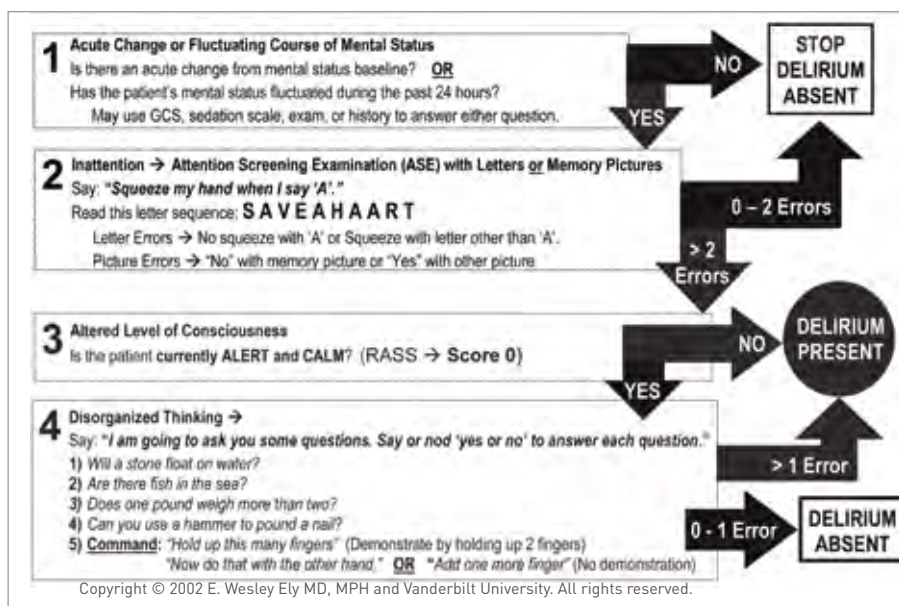 1 Acute Change or Fluctuating Course of Mental Status
Is there an acute change from mental status baseline? OR
Has the patient's mental status fluctuated during the past 24 hours?
May use GCS, sedation scale, exam, or history to answer either question.
NO
YES
STOP
DELIRIUM
ABSENT
2 Inattention → Attention Screening Examination (ASE) with Letters or Memory Pictures
Say: "Squeeze my hand when I say 'A'."
Read this letter sequence: S A V E A H A A R T
Letter Errors → No squeeze with 'A' or Squeeze with letter other than 'A'.
Picture Errors → "No" with memory picture or "Yes" with other picture
0 – 2 Errors
> 2
Errors
3 Altered Level of Consciousness
Is the patient currently ALERT and CALM? (RASS → Score 0)
NO
YES
DELIRIUM
PRESENT
4 Disorganized Thinking →
Say: "I am going to ask you some questions. Say or nod 'yes or no' to answer each question."
1) Will a stone float on water?
2) Are there fish in the sea?
3) Does one pound weigh more than two?
4) Can you use a hammer to pound a nail?
5) Command: "Hold up this many fingers" (Demonstrate by holding up 2 fingers)
"Now do that with the other hand." OR "Add one more finger" (No demonstration)
> 1 Error
0 - 1 Error
DELIRIUM
ABSENT
Copyright © 2002 E. Wesley Ely MD, MPH and Vanderbilt University. All rights reserved.